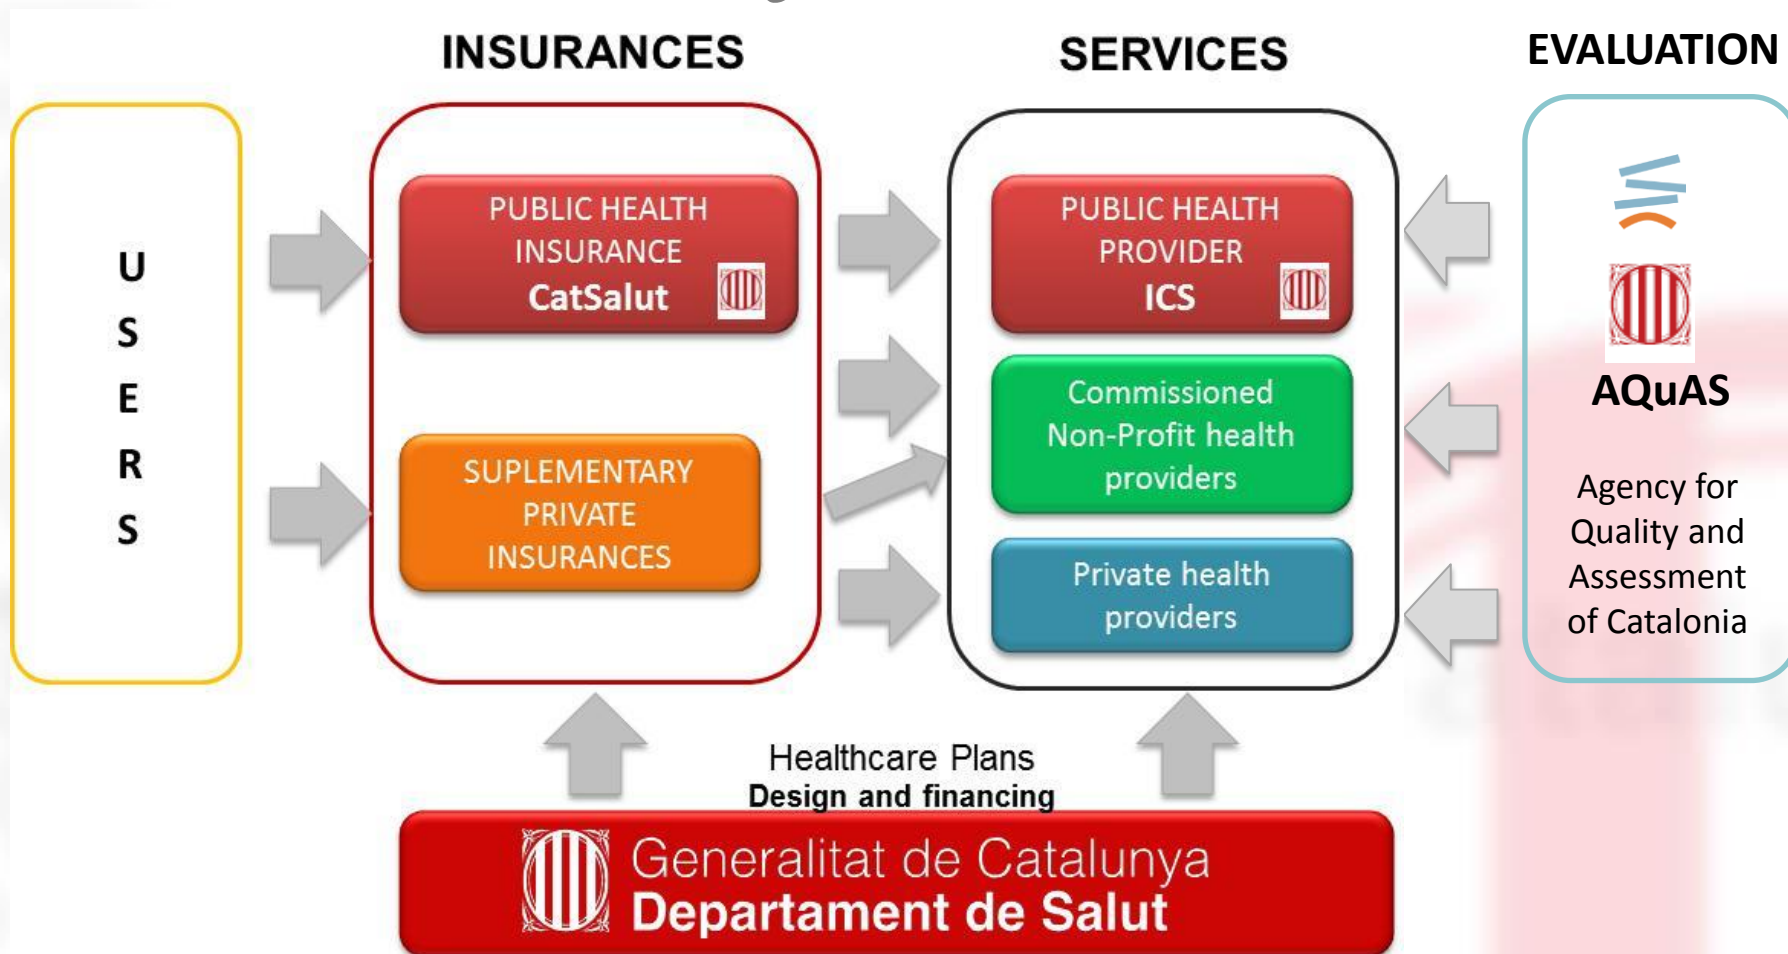 INSURANCES
SERVICES
EVALUATION
U
S
E
R
S
PUBLIC HEALTH
INSURANCE
CatSalut
SUPLEMENTARY
PRIVATE
INSURANCES
PUBLIC HEALTH
PROVIDER
ICS
Commissioned
Non-Profit health
providers
Private health
providers
AQuAS
Agency for
Quality and
Assessment
of Catalonia
Healthcare Plans
Design and financing
Generalitat de Catalunya
Departament de Salut